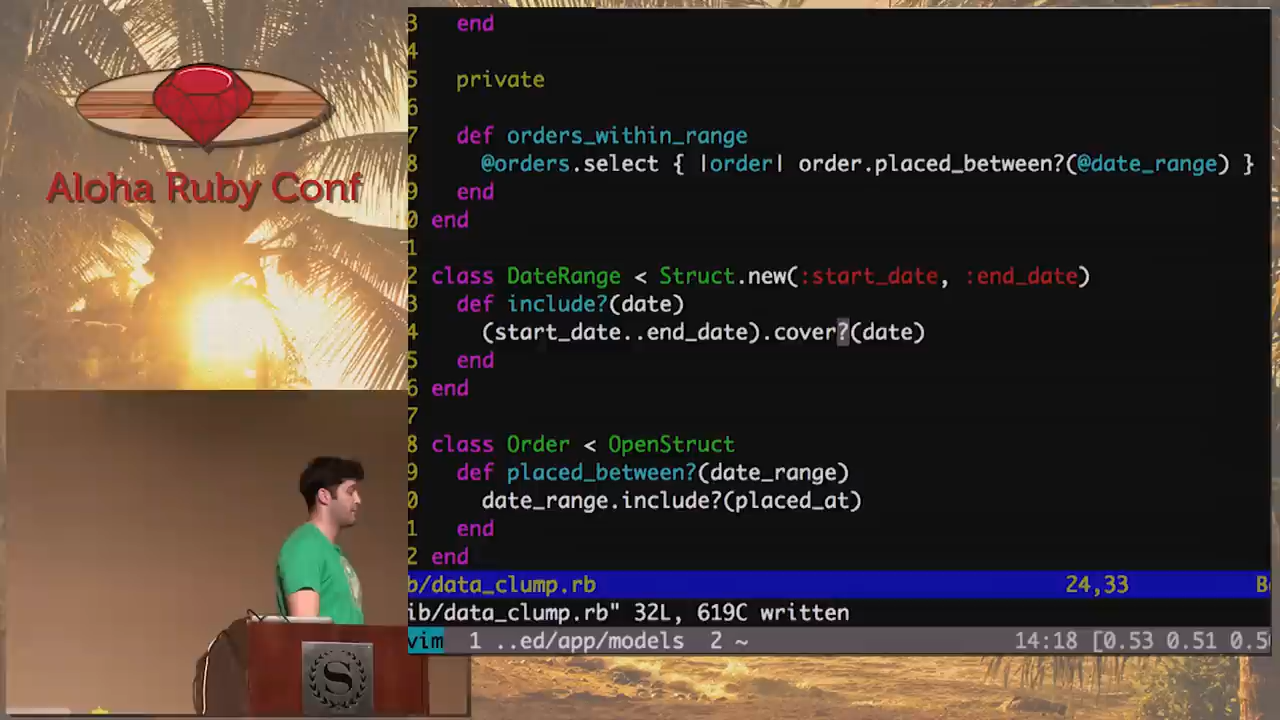 Aloha Ruby Conf
3 end
4
5 private
6
7 def orders_within_range
8 @orders.select { |order| order.placed_between?(@date_range) }
9 end
0 end
1
2 class DateRange < Struct.new(:start_date, :end_date)
3 def include?(date)
4 (start_date..end_date).cover?(date)
5 end
6 end
7
8 class Order < OpenStruct
9 def placed_between?(date_range)
0 date_range.include?(placed_at)
1 end
2 end
b/data_clump.rb 24,33 B
ib/data_clump.rb" 32L, 619C written
vim 1 ..ed/app/models 2 ~ 14:18 [0.53 0.51 0.5
S